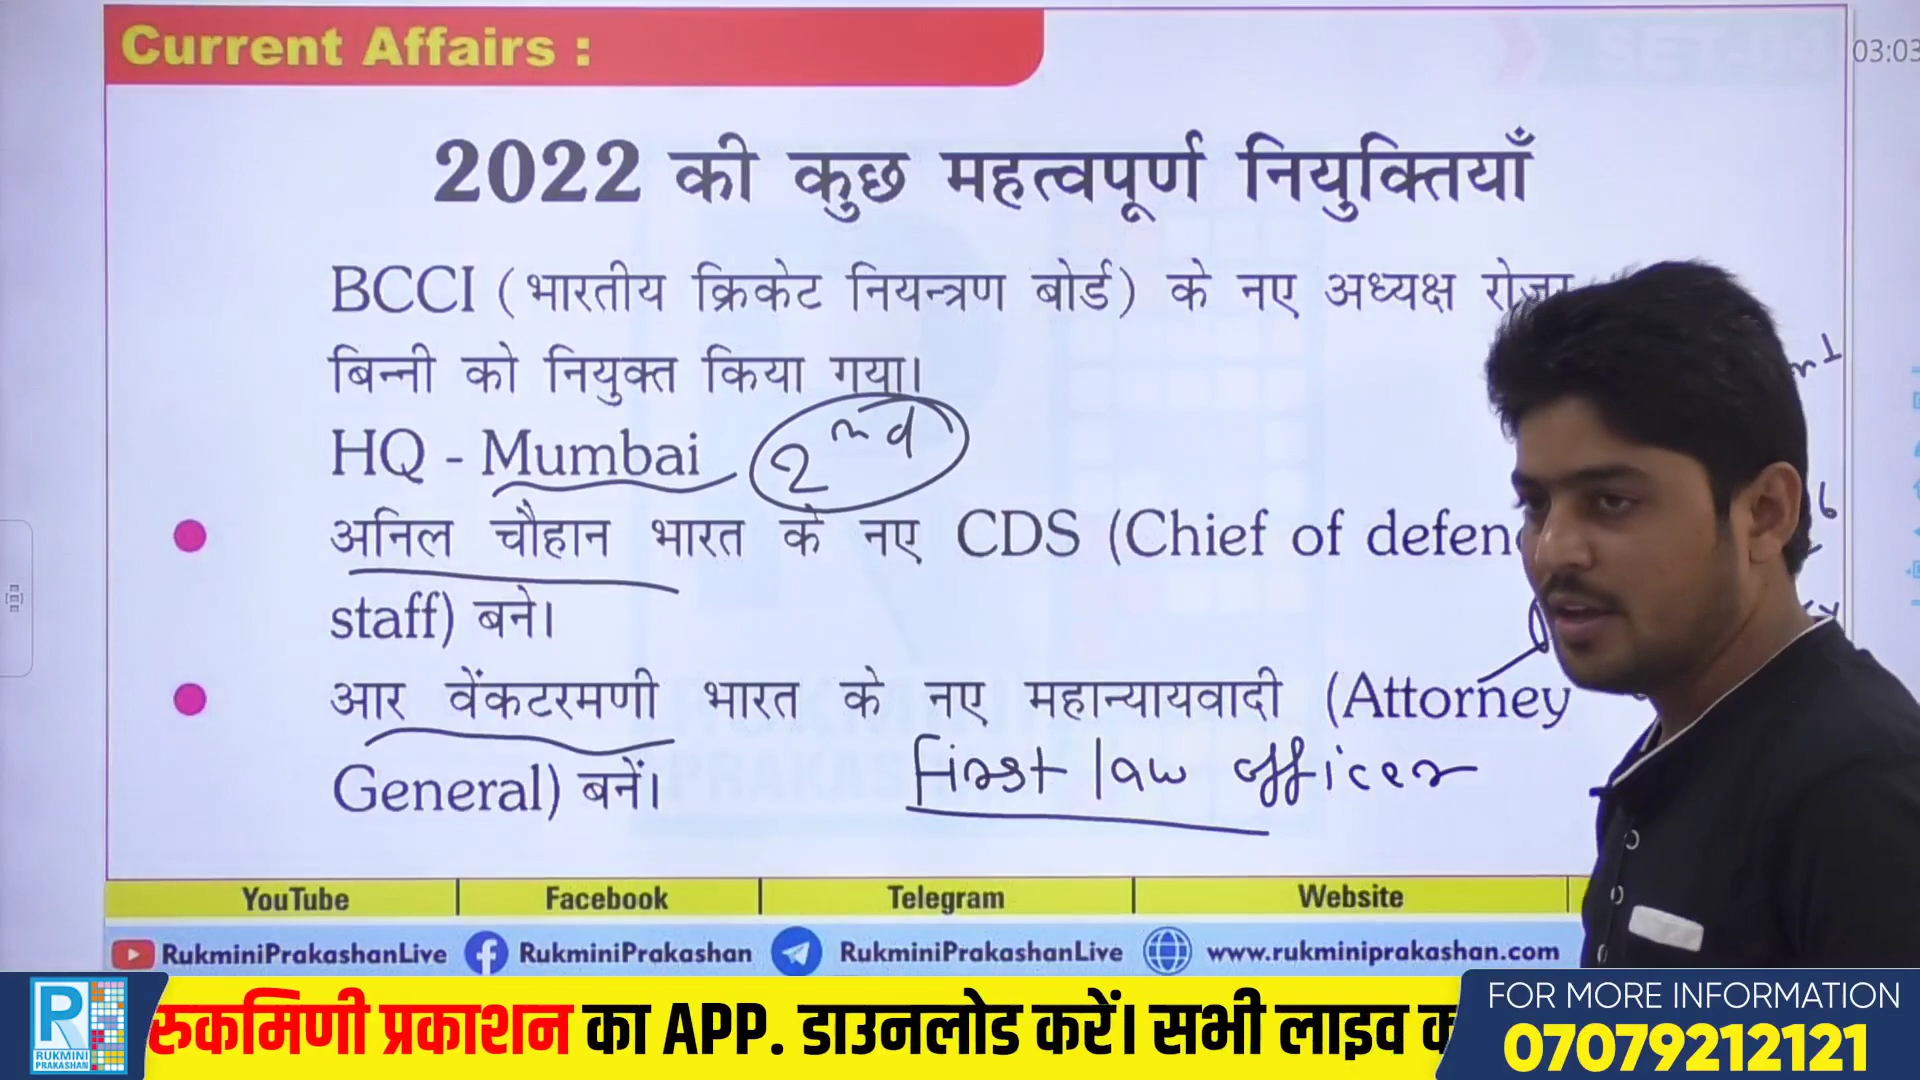 Current Affairs :
03:03
2022 की कुछ महत्वपूर्ण नियुक्तियाँ
BCCI (भारतीय क्रिकेट नियन्त्रण बोर्ड) के नए अध्यक्ष रोजर
बिन्नी को नियुक्त किया गया।
HQ - Mumbai 2nd
अनिल चौहान भारत के नए CDS (Chief of defen
staff) बने।
आर वेंकटरमणी भारत के नए महान्यायवादी (Attorney
General) बनें। First law officer
YouTube Facebook Telegram Website
RukminiPrakashanLive RukminiPrakashan RukminiPrakashanLive www.rukminiprakashan.com
R RUKMINI PRAKASHAN
रुकमिणी प्रकाशन का APP. डाउनलोड करें। सभी लाइव
FOR MORE INFORMATION
07079212121